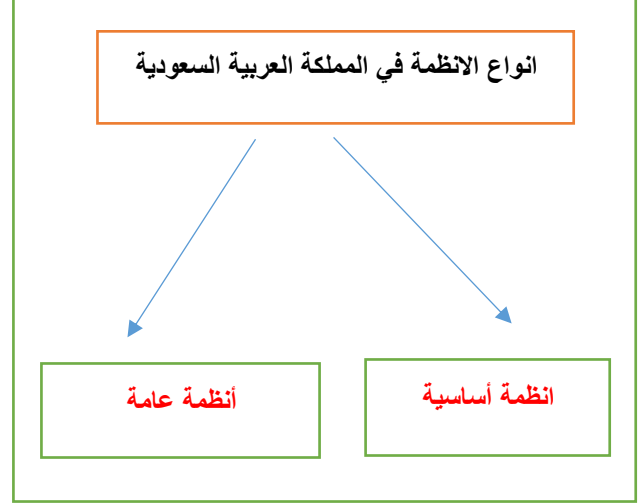 انواع الانظمة في المملكة العربية السعودية
انظمة أساسية
أنظمة عامة